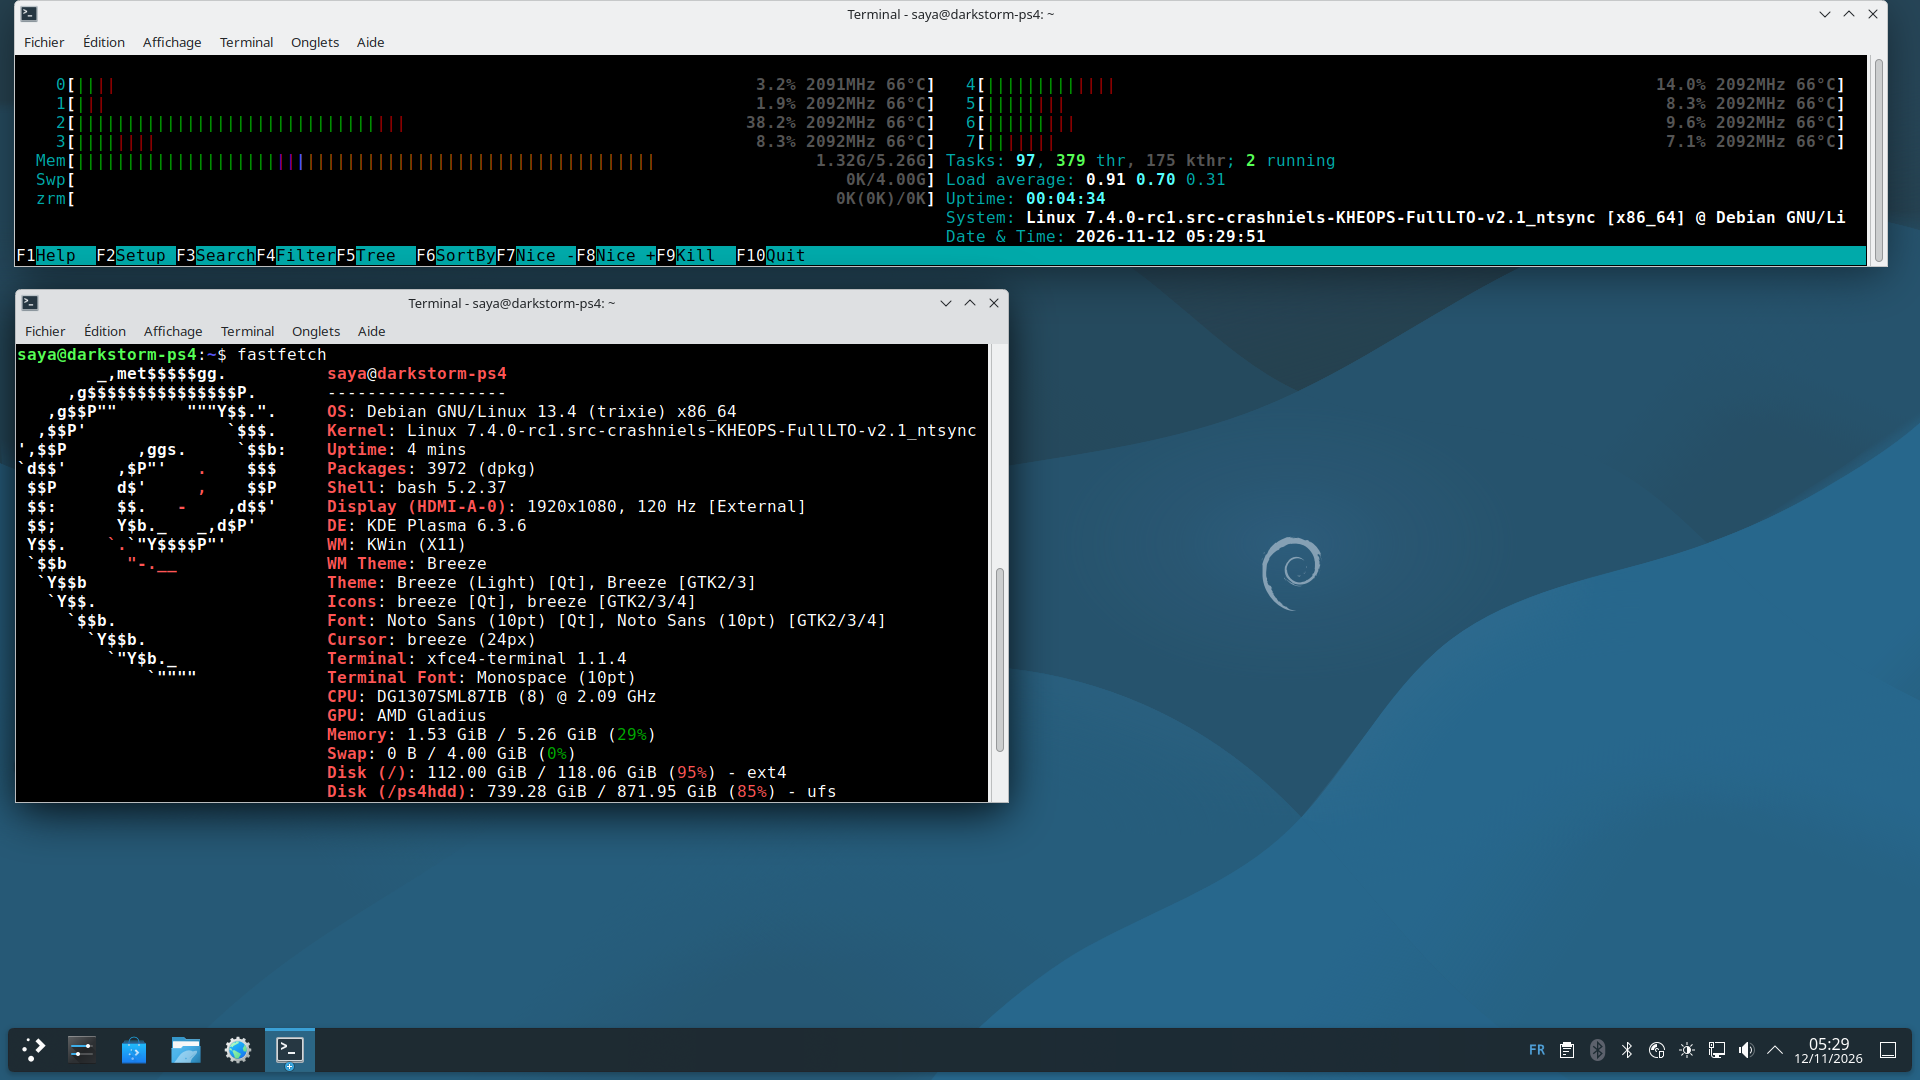 Terminal - saya@darkstorm-ps4: ~
Fichier Édition Affichage Terminal Onglets Aide
0[|||| 3.2% 2091MHz 66°C] 4[||||||||||||| 14.0% 2092MHz 66°C]
1[||| 1.9% 2092MHz 66°C] 5[|||||||| 8.3% 2092MHz 66°C]
2[||||||||||||||||||||||||||||||||| 38.2% 2092MHz 66°C] 6[||||||||| 9.6% 2092MHz 66°C]
3[|||||||| 8.3% 2092MHz 66°C] 7[||||||| 7.1% 2092MHz 66°C]
Mem[|||||||||||||||||||||||||||||||||||||||||||||||||||||||||| 1.32G/5.26G] Tasks: 97, 379 thr, 175 kthr; 2 running
Swp[ 0K/4.00G] Load average: 0.91 0.70 0.31
zrm[ 0K(0K)/0K] Uptime: 00:04:34
System: Linux 7.4.0-rc1.src-crashniels-KHEOPS-FullLTO-v2.1_ntsync [x86_64] @ Debian GNU/Li
Date & Time: 2026-11-12 05:29:51
F1Help F2Setup F3SearchF4FilterF5Tree F6SortByF7Nice -F8Nice +F9Kill F10Quit
Terminal - saya@darkstorm-ps4: ~
Fichier Édition Affichage Terminal Onglets Aide
saya@darkstorm-ps4:~$ fastfetch
_,met$$$$$gg. saya@darkstorm-ps4
,g$$$$$$$$$$$$$$$P. ------------------
,g$$P"" """Y$$.". OS: Debian GNU/Linux 13.4 (trixie) x86_64
,$$P' `$$$. Kernel: Linux 7.4.0-rc1.src-crashniels-KHEOPS-FullLTO-v2.1_ntsync
',$$P ,ggs. `$$b: Uptime: 4 mins
`d$$' ,$P"' . $$$ Packages: 3972 (dpkg)
$$P d$' , $$P Shell: bash 5.2.37
$$: $$. - ,d$$' Display (HDMI-A-0): 1920x1080, 120 Hz [External]
$$; Y$b._ _,d$P' DE: KDE Plasma 6.3.6
Y$$. `.`"Y$$$$P"' WM: KWin (X11)
`$$b "-.__ WM Theme: Breeze
`Y$$b Theme: Breeze (Light) [Qt], Breeze [GTK2/3]
`Y$$. Icons: breeze [Qt], breeze [GTK2/3/4]
`$$b. Font: Noto Sans (10pt) [Qt], Noto Sans (10pt) [GTK2/3/4]
`Y$$b. Cursor: breeze (24px)
`"Y$b._ Terminal: xfce4-terminal 1.1.4
`"""" Terminal Font: Monospace (10pt)
CPU: DG1307SML87IB (8) @ 2.09 GHz
GPU: AMD Gladius
Memory: 1.53 GiB / 5.26 GiB (29%)
Swap: 0 B / 4.00 GiB (0%)
Disk (/): 112.00 GiB / 118.06 GiB (95%) - ext4
Disk (/ps4hdd): 739.28 GiB / 871.95 GiB (85%) - ufs
FR
05:29
12/11/2026